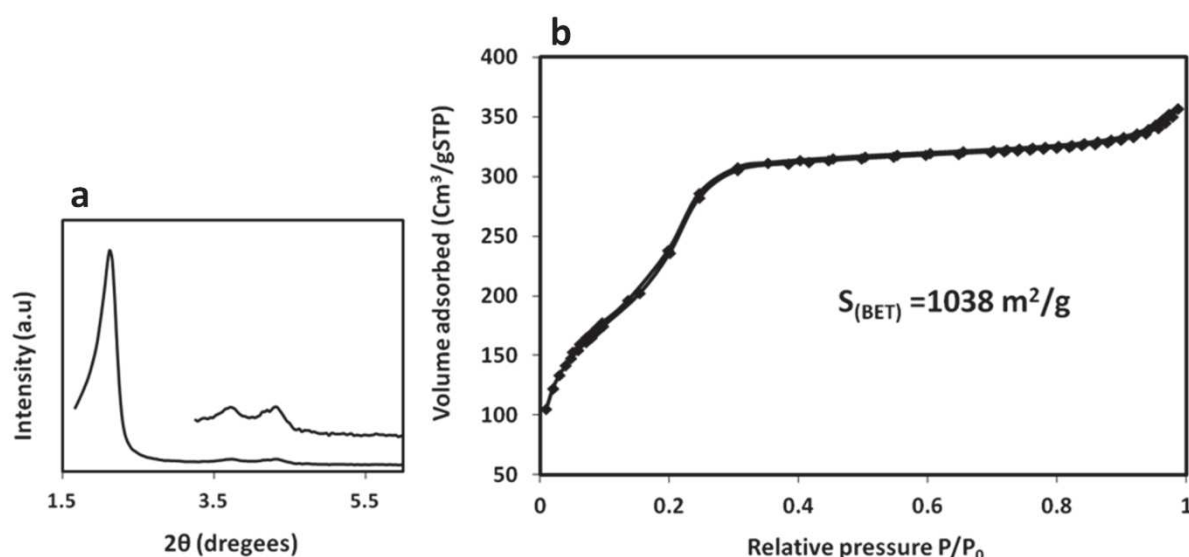 a
Intensity (a.u)
1.5 3.5 5.5
2θ (dregees)
b
Volume adsorbed (Cm³/gSTP)
400
350
300
250
200
150
100
50
S(BET) =1038 m²/g
0 0.2 0.4 0.6 0.8 1
Relative pressure P/P₀